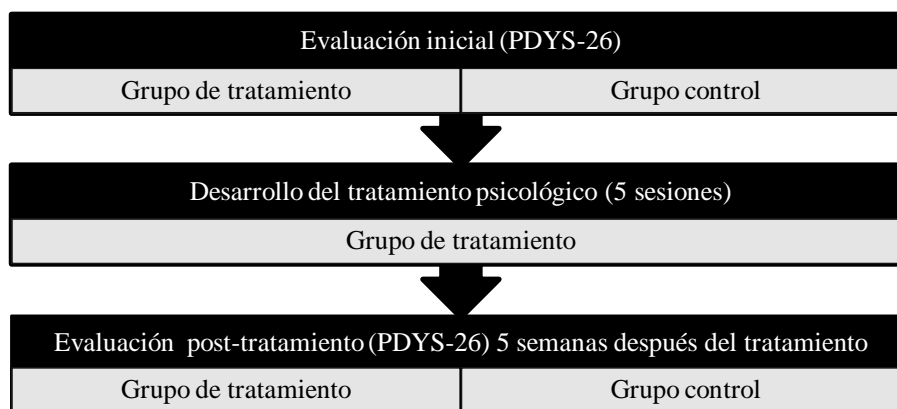 Evaluación inicial (PDYS-26)
Grupo de tratamiento
Grupo control
Desarrollo del tratamiento psicológico (5 sesiones)
Grupo de tratamiento
Evaluación post-tratamiento (PDYS-26) 5 semanas después del tratamiento
Grupo de tratamiento
Grupo control